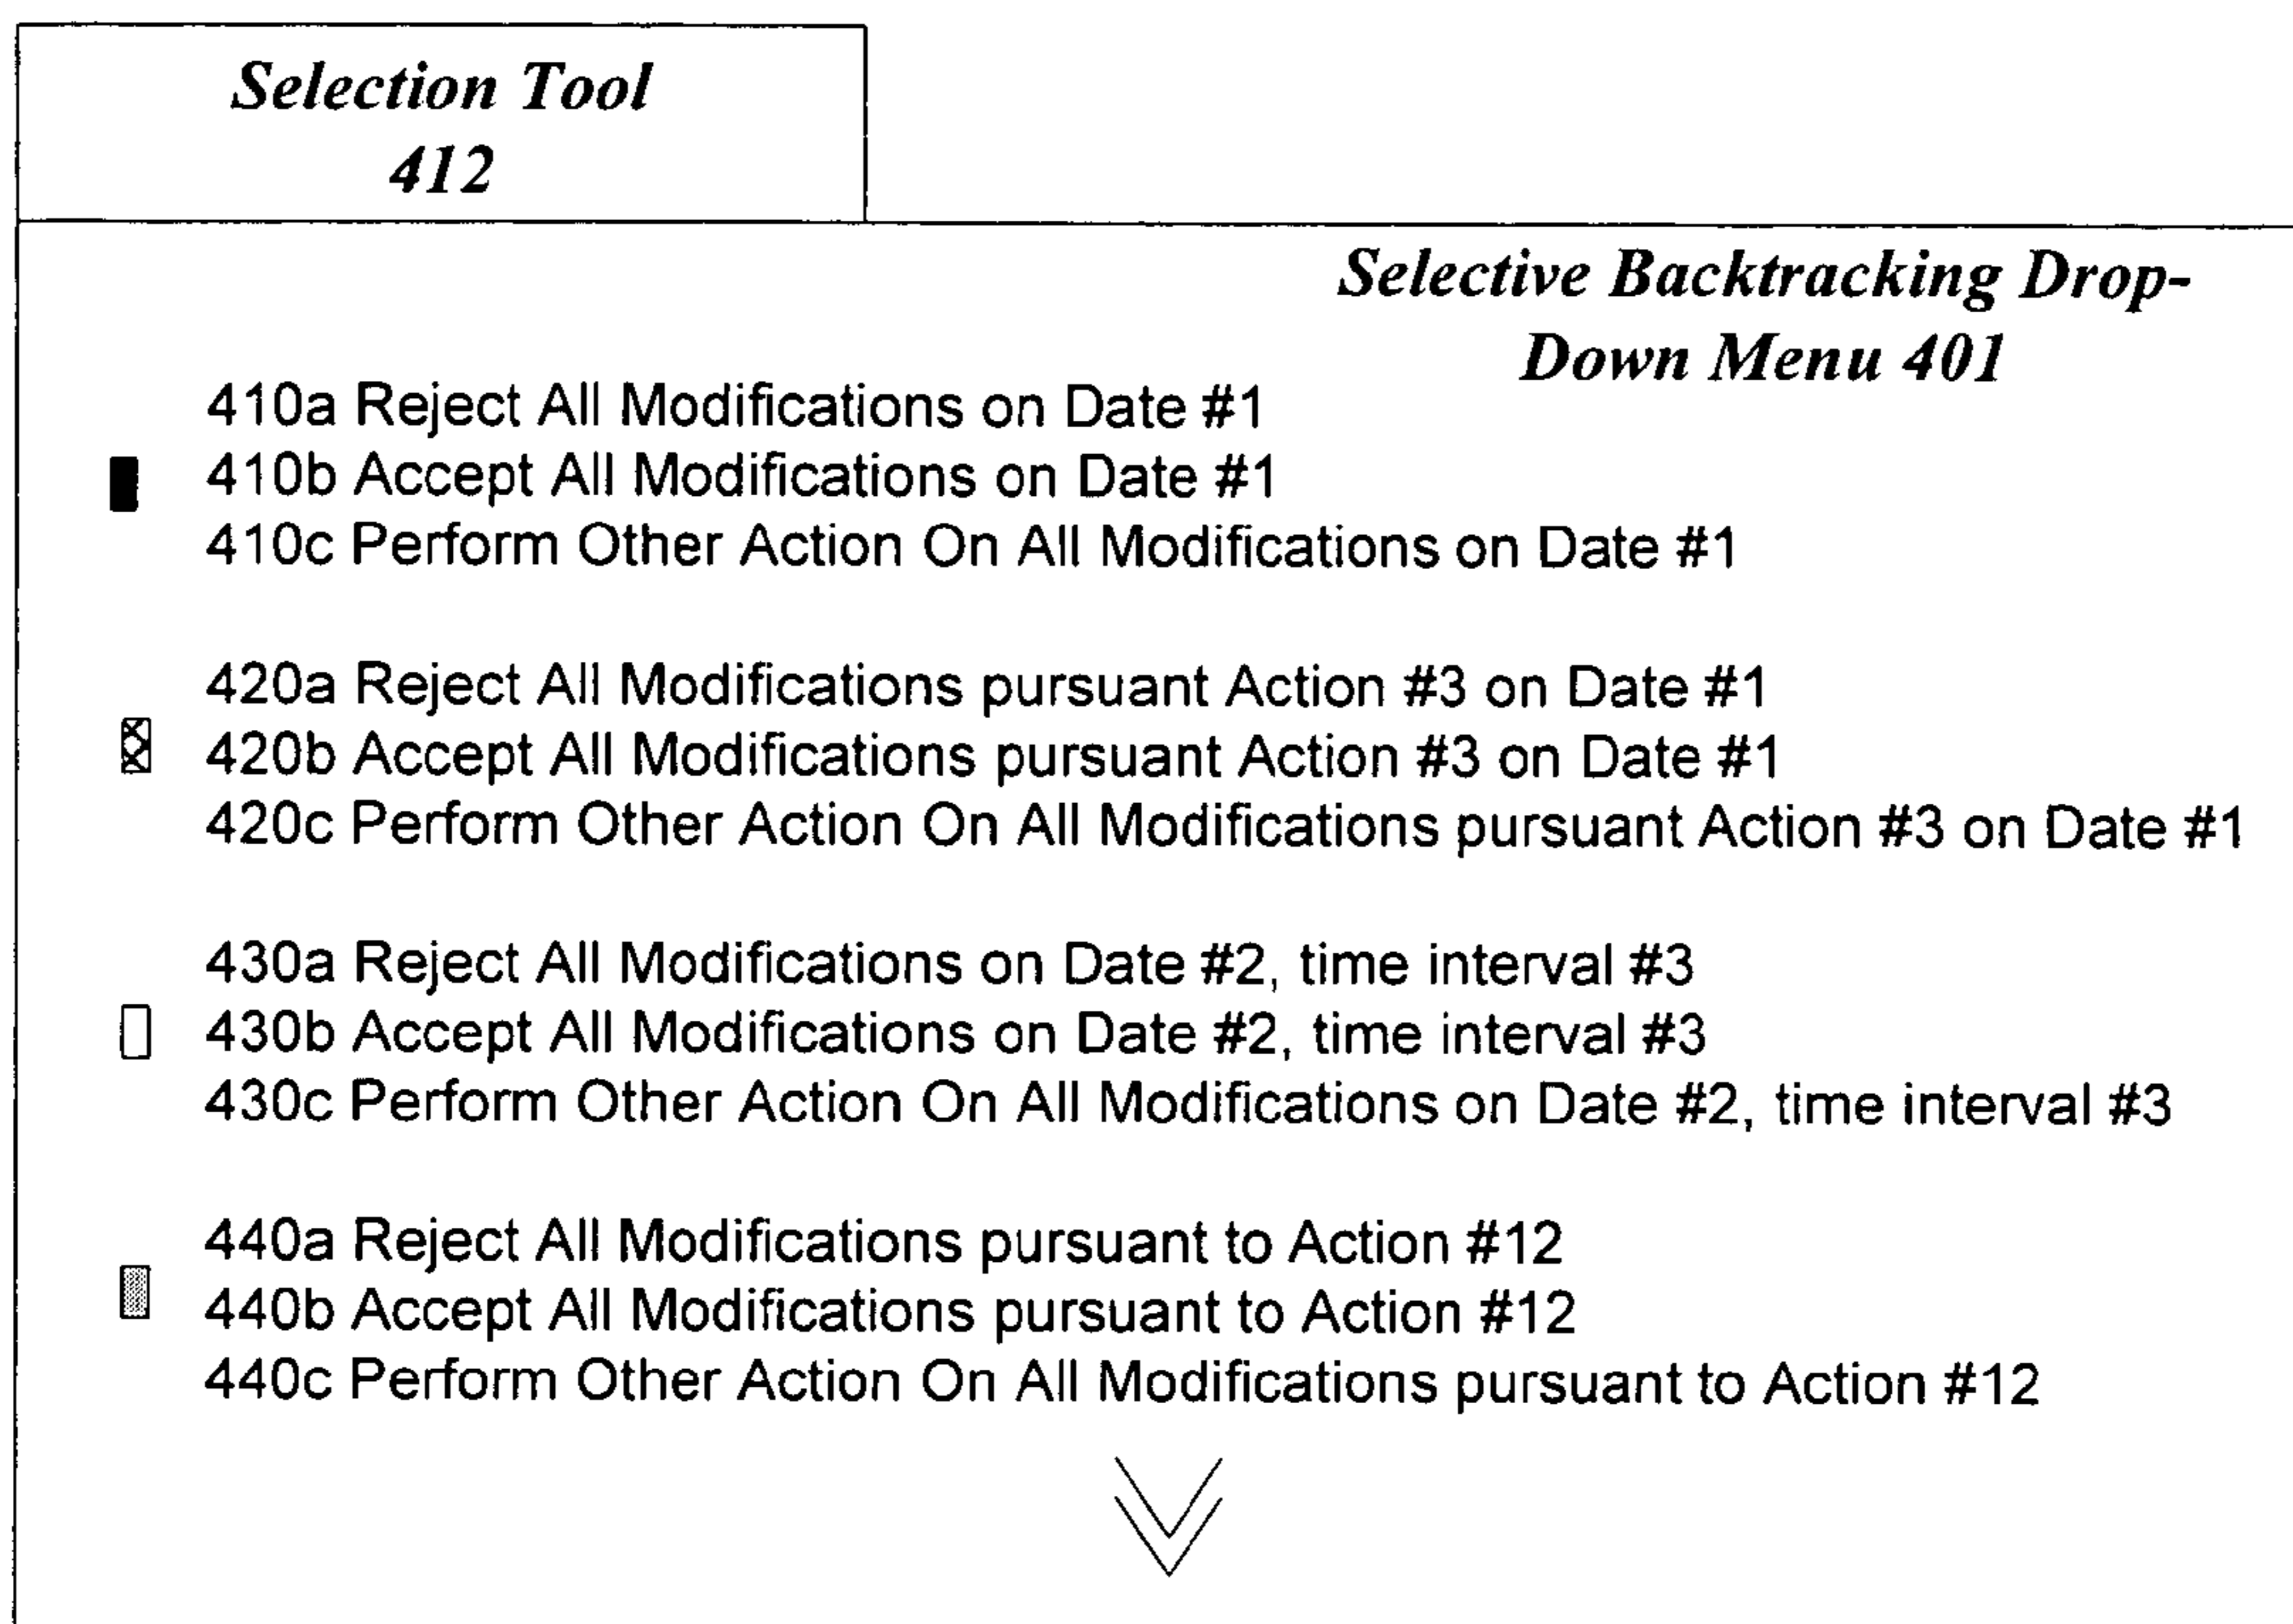 Selection Tool
412
Selective Backtracking Drop-
Down Menu 401
410a Reject All Modifications on Date #1
410b Accept All Modifications on Date #1
410c Perform Other Action On All Modifications on Date #1
420a Reject All Modifications pursuant Action #3 on Date #1
420b Accept All Modifications pursuant Action #3 on Date #1
420c Perform Other Action On All Modifications pursuant Action #3 on Date #1
430a Reject All Modifications on Date #2, time interval #3
430b Accept All Modifications on Date #2, time interval #3
430c Perform Other Action On All Modifications on Date #2, time interval #3
440a Reject All Modifications pursuant to Action #12
440b Accept All Modifications pursuant to Action #12
440c Perform Other Action On All Modifications pursuant to Action #12